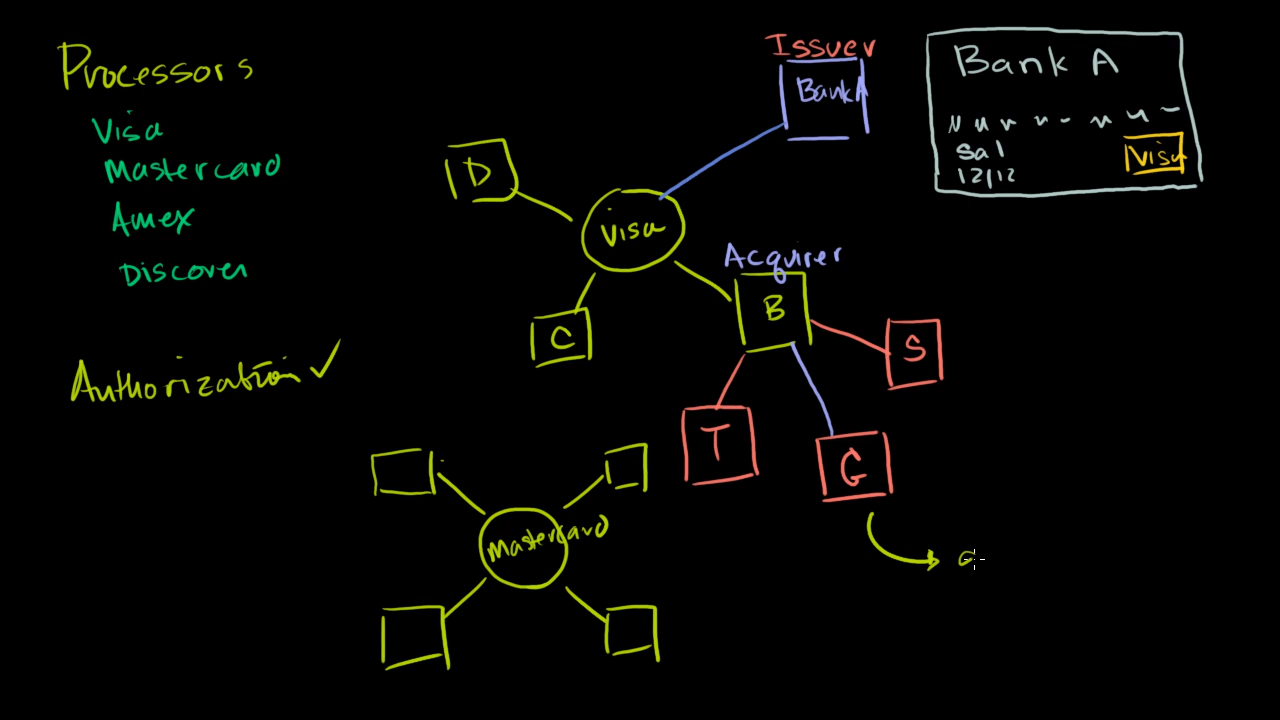 Processors
Visa
Mastercard
Amex
Discover
Authorization
Issuer
Bank A
Bank A
Sal
12/12
Visa
D
Visa
Acquirer
B
C
S
T
G
Mastercard